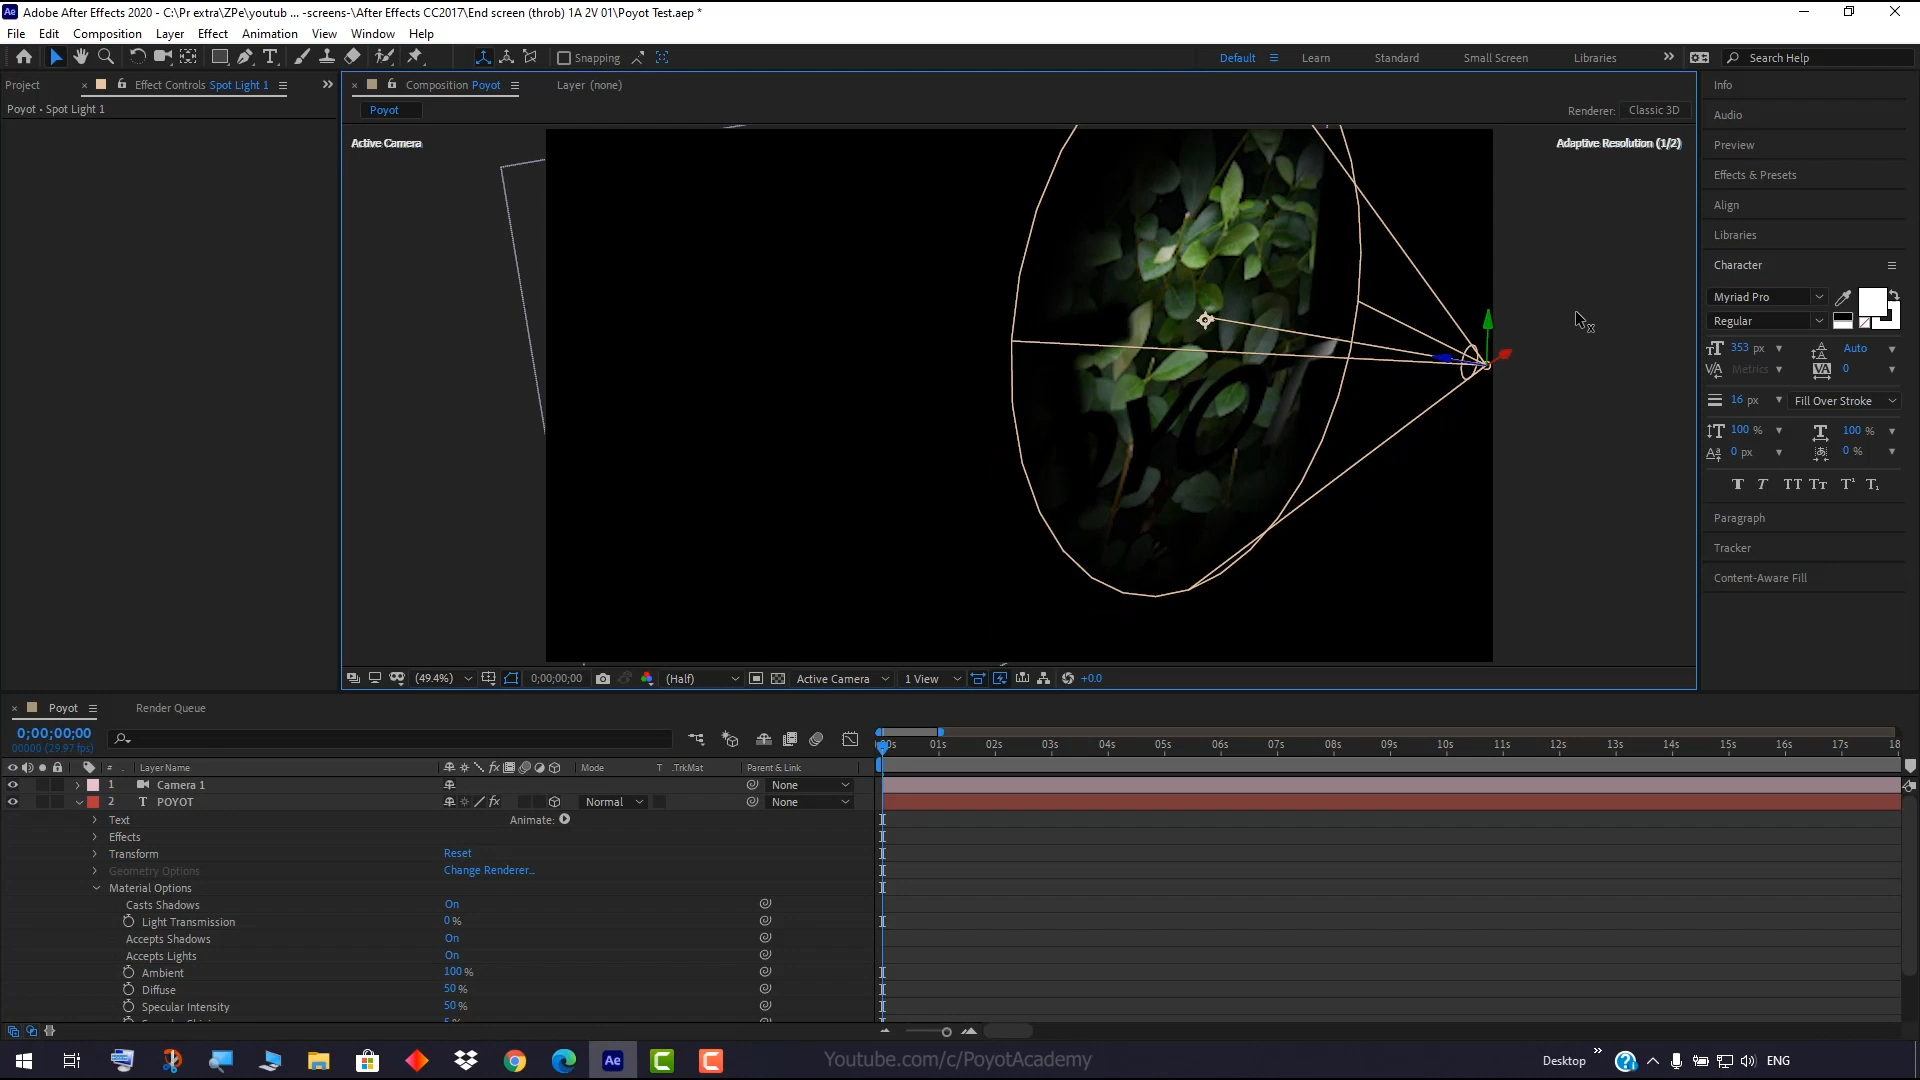 Adobe After Effects 2020 - C:\Pr extra\ZPe\youtub ... -screens-\After Effects CC2017\End screen (throb) 1A 2V 01\Poyot Test.aep *
File Edit Composition Layer Effect Animation View Window Help
Snapping Default Learn Standard Small Screen Libraries Search Help
Project Effect Controls Spot Light 1 Composition Poyot Layer (none)
Poyot • Spot Light 1
Poyot
Renderer: Classic 3D
Active Camera
Adaptive Resolution (1/2)
Info
Audio
Preview
Effects & Presets
Align
Libraries
Character
Myriad Pro
Regular
353 px Auto
Metrics 0
16 px Fill Over Stroke
100 % 100 %
0 px 0 %
T T TT Tt T¹ T₁
Paragraph
Tracker
Content-Aware Fill
(49.4%) 0;00;00;00 (Half) Active Camera 1 View +0.0
Poyot Render Queue
0;00;00;00
00000 (29.97 fps)
01s 02s 03s 04s 05s 06s 07s 08s 09s 10s 11s 12s 13s 14s 15s 16s 17s 18
# Layer Name Mode T .TrkMat Parent & Link
1 Camera 1 None
2 T POYOT Normal None
Text Animate:
Effects
Transform Reset
Geometry Options Change Renderer...
Material Options
Casts Shadows On
Light Transmission 0 %
Accepts Shadows On
Accepts Lights On
Ambient 100 %
Diffuse 50 %
Specular Intensity 50 %
Youtube.com/c/PoyotAcademy
Desktop ENG